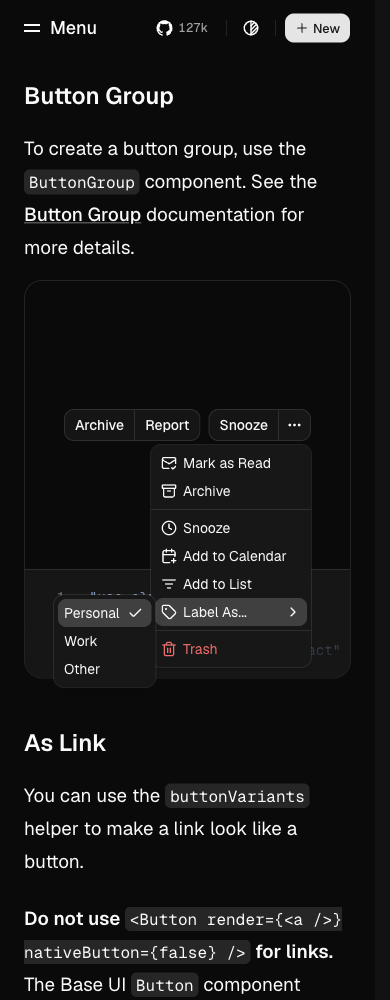 Menu
127k
New
Button Group
To create a button group, use the
ButtonGroup component. See the
Button Group documentation for
more details.
Archive Report Snooze
Mark as Read
Archive
Snooze
Add to Calendar
Add to List
Label As...
Trash
Personal
Work
Other
act"
As Link
You can use the buttonVariants
helper to make a link look like a
button.
Do not use <Button render={<a />}
nativeButton={false} /> for links.
The Base UI Button component